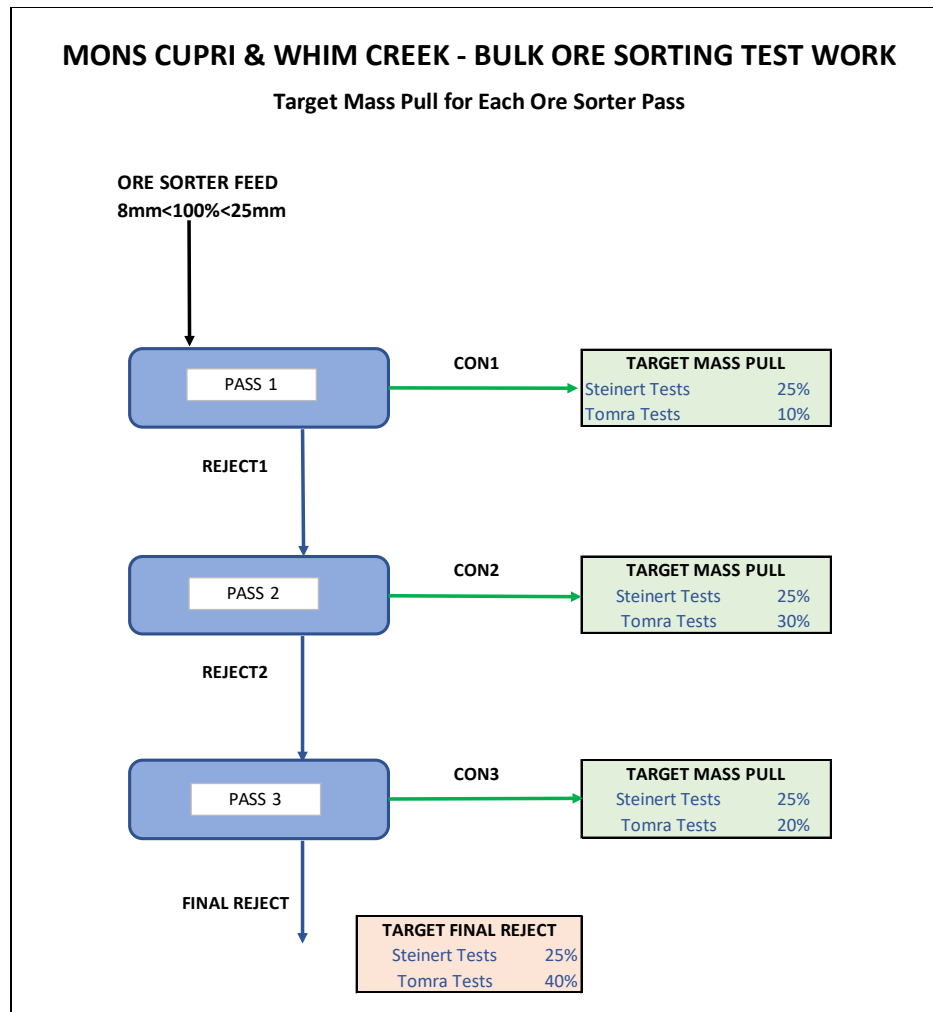 MONS CUPRI & WHIM CREEK - BULK ORE SORTING TEST WORK
Target Mass Pull for Each Ore Sorter Pass
ORE SORTER FEED
8mm<100%<25mm
PASS 1
CON1
TARGET MASS PULL
Steinert Tests 25%
Tomra Tests 10%
REJECT1
PASS 2
CON2
TARGET MASS PULL
Steinert Tests 25%
Tomra Tests 30%
REJECT2
PASS 3
CON3
TARGET MASS PULL
Steinert Tests 25%
Tomra Tests 20%
FINAL REJECT
TARGET FINAL REJECT
Steinert Tests 25%
Tomra Tests 40%